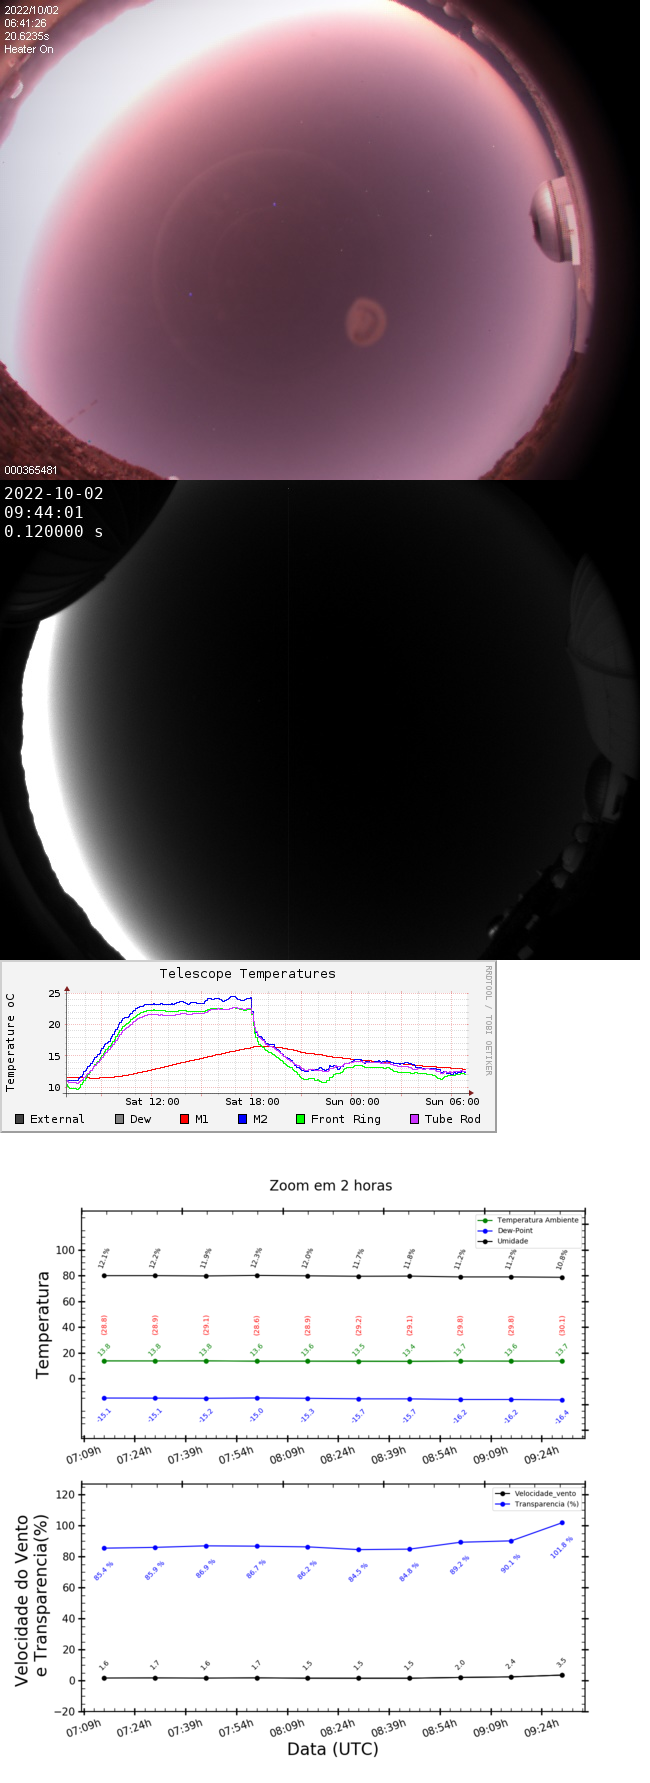 2022/10/02
06:41:26
20.6235s
Heater On
000365481
2022-10-02
09:44:01
0.120000 s
Telescope Temperatures
RRDTOOL / TOBI OETIKER
Temperature oC
25
20
15
10
Sat 12:00 Sat 18:00 Sun 00:00 Sun 06:00
External Dew M1 M2 Front Ring Tube Rod
Zoom em 2 horas
Temperatura Ambiente
Dew-Point
Umidade
Temperatura
100
80
60
40
20
0
12.1% 12.2% 11.9% 12.3% 12.0% 11.7% 11.8% 11.2% 11.2% 10.8%
(28.8) (28.9) (29.1) (28.6) (28.9) (29.2) (29.1) (29.8) (29.8) (30.1)
13.8 13.8 13.8 13.6 13.6 13.5 13.4 13.7 13.6 13.7
-15.1 -15.1 -15.2 -15.0 -15.3 -15.7 -15.7 -16.2 -16.2 -16.4
07:09h 07:24h 07:39h 07:54h 08:09h 08:24h 08:39h 08:54h 09:09h 09:24h
Velocidade_vento
Transparencia (%)
Velocidade do Vento
e Transparencia(%)
120
100
80
60
40
20
0
−20
85.4 % 85.9 % 86.9 % 86.7 % 86.2 % 84.5 % 84.8 % 89.2 % 90.1 % 101.8 %
1.6 1.7 1.6 1.7 1.5 1.5 1.5 2.0 2.4 3.5
07:09h 07:24h 07:39h 07:54h 08:09h 08:24h 08:39h 08:54h 09:09h 09:24h
Data (UTC)